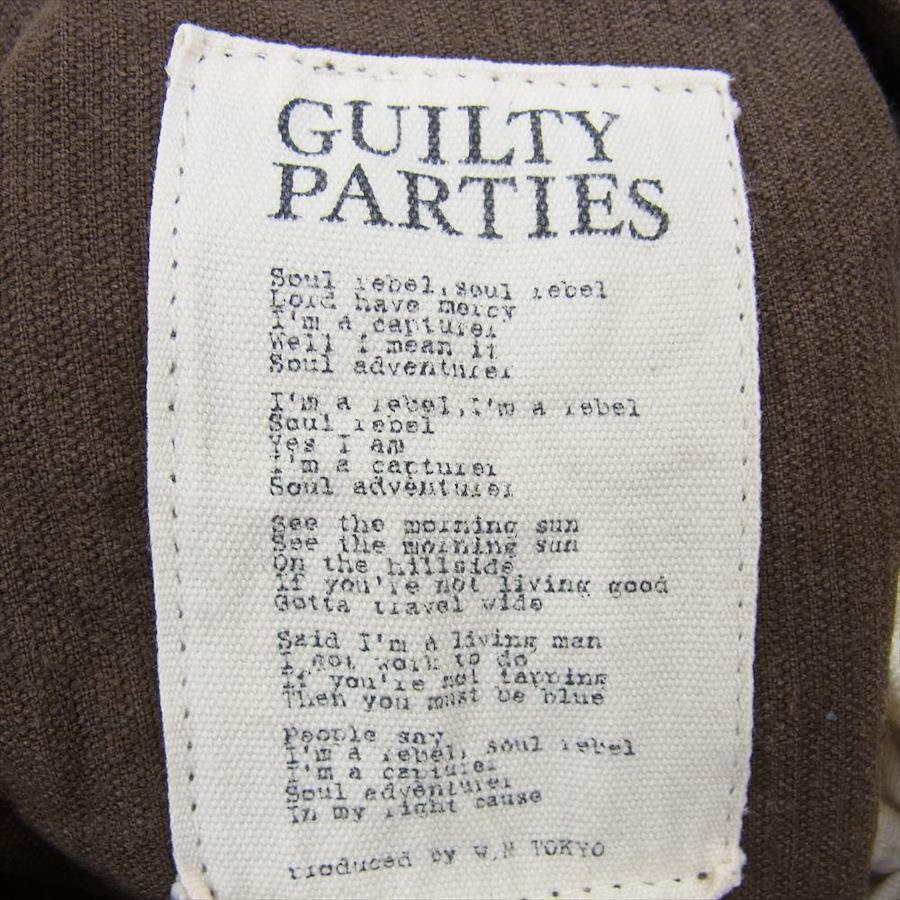 GUILTY
PARTIES
Soul rebel,soul rebel
Lord have mercy
I'm a capturer
Well I mean it
Soul adventurer
I'm a rebel,I'm a rebel
Soul rebel
Yes I am
I'm a capturer
Soul adventurer
See the morning sun
See the morning sun
On the hillside
If you're not living good
Gotta travel wide
Said I'm a living man
I got work to do
If you're not
Then you must be blue
People say
I'm a rebel, soul rebel
I'm a capturer
Soul adventurer
In my right cause
produced by W.M TOKYO